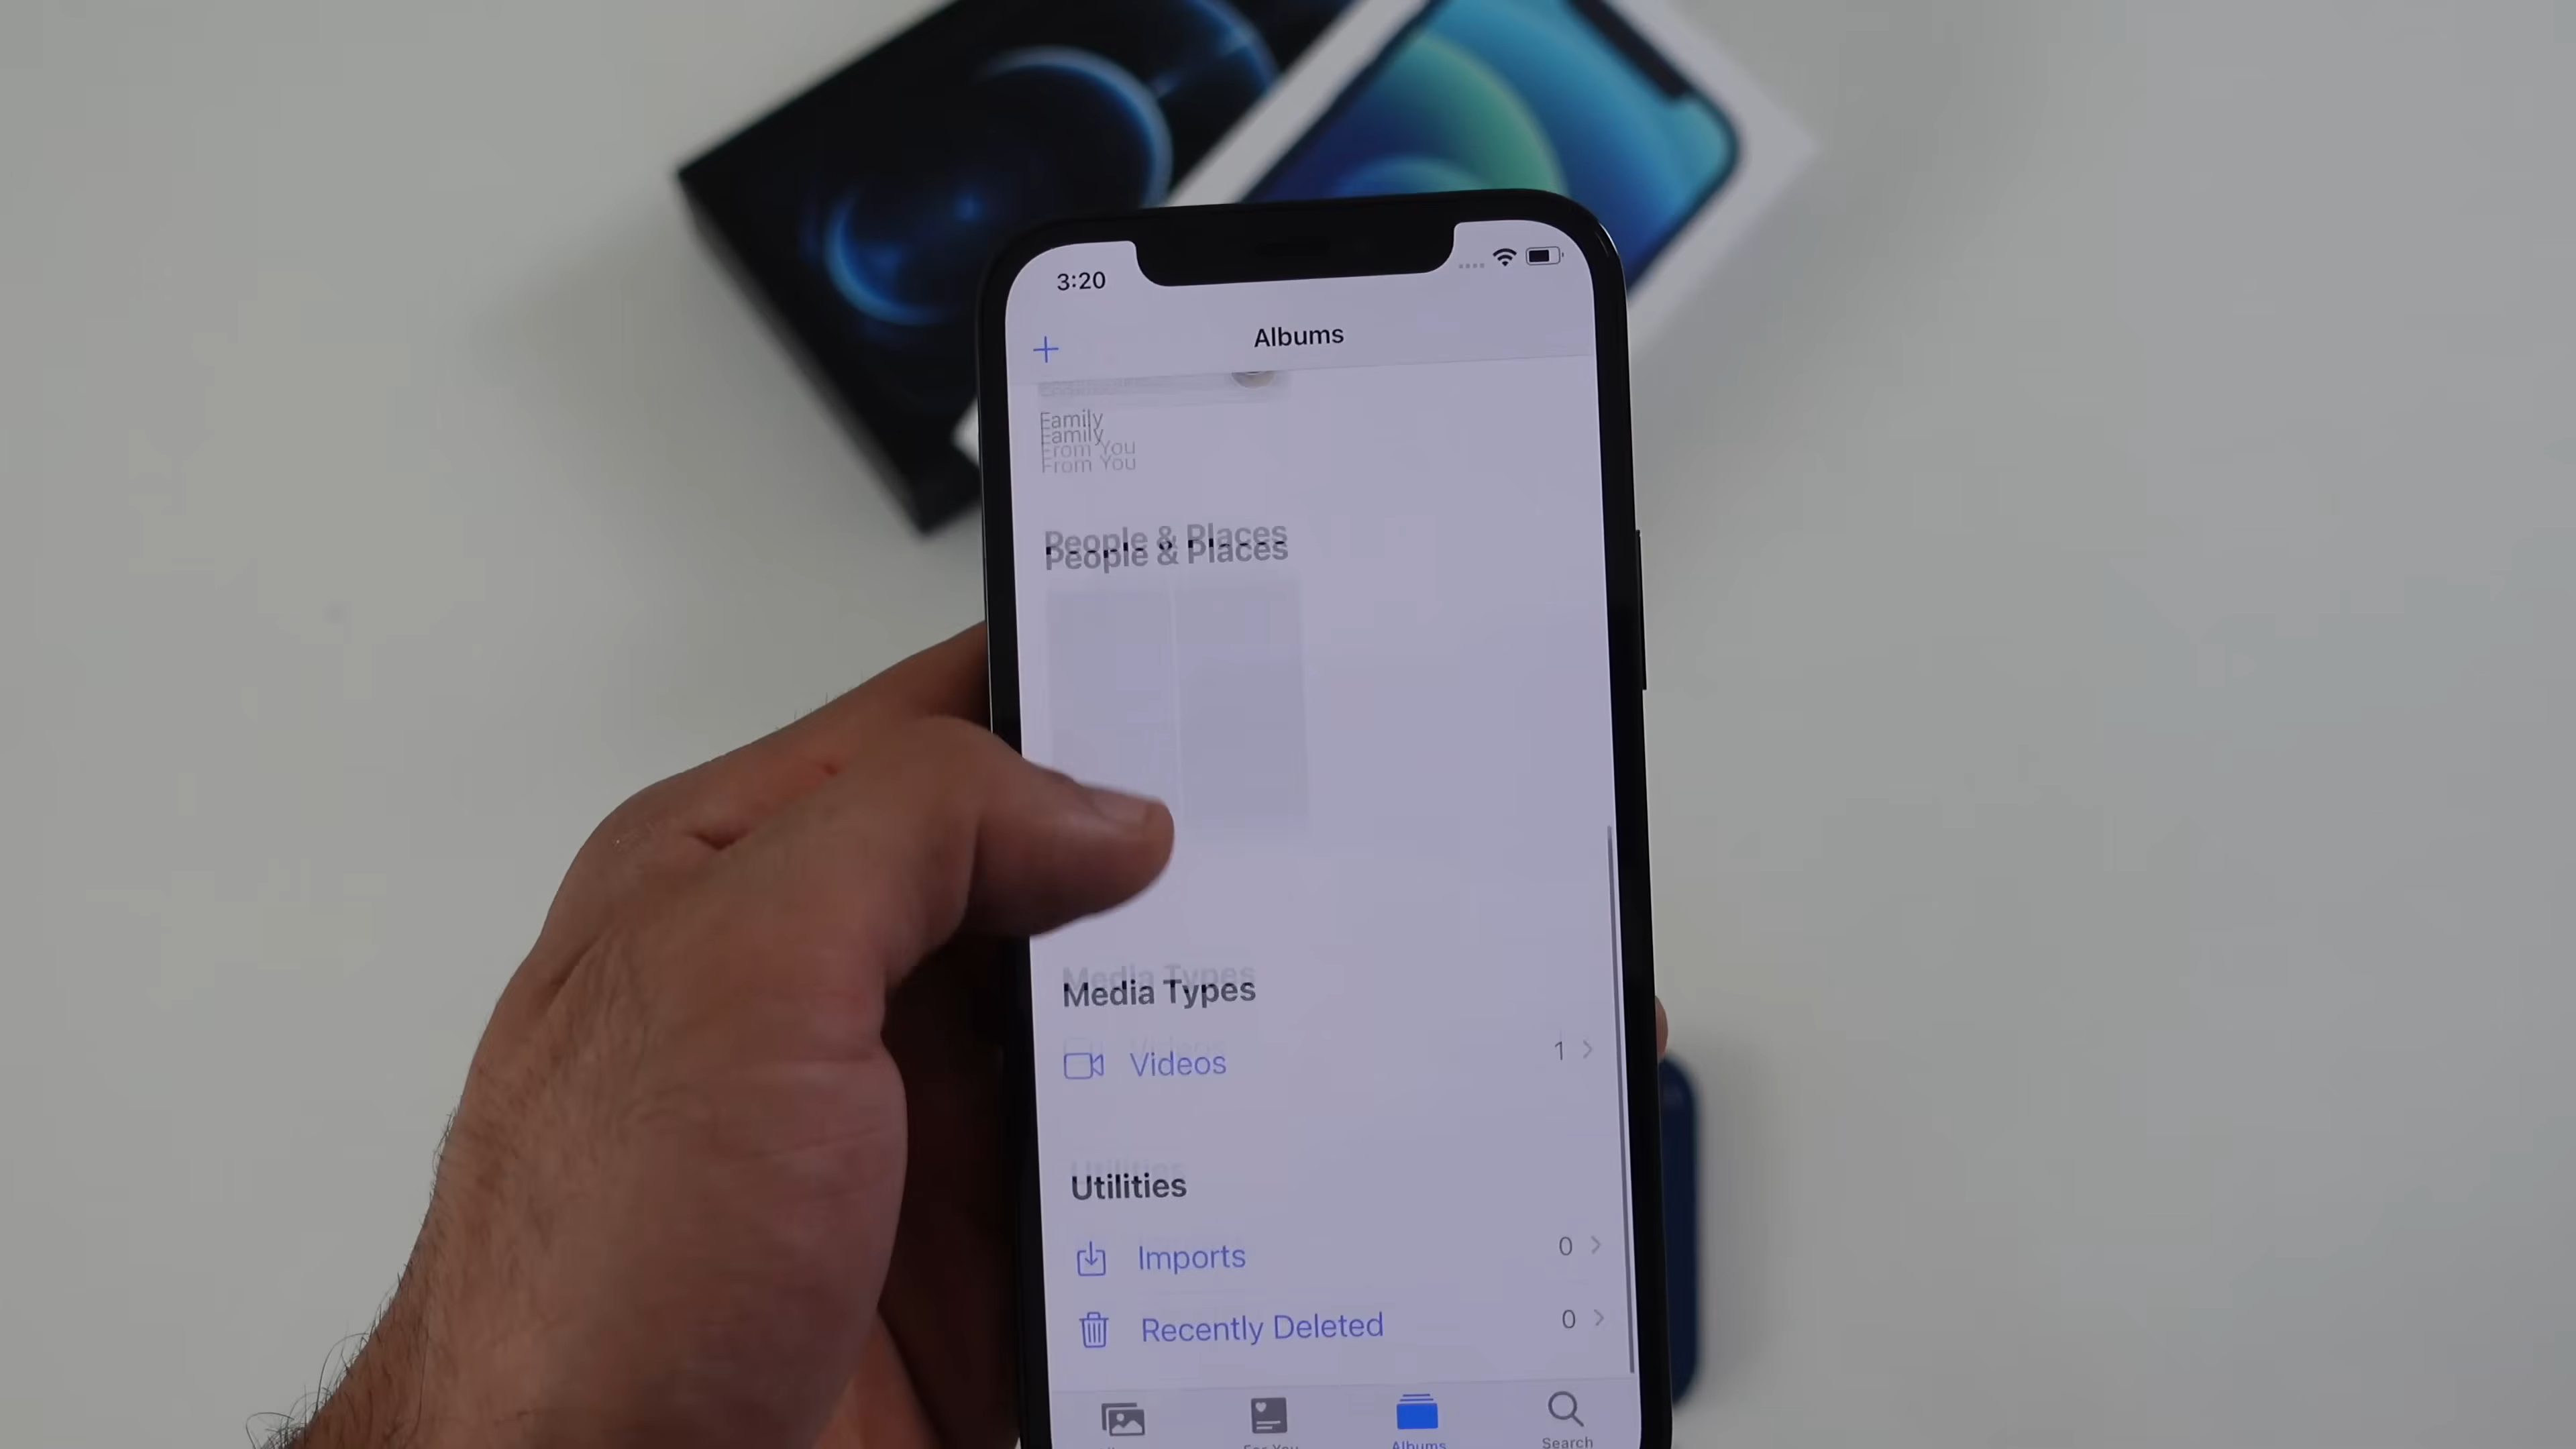 3:20
Albums
Family
From You
People & Places
Media Types
Videos 1
Utilities
Imports 0
Recently Deleted 0
Albums
Search